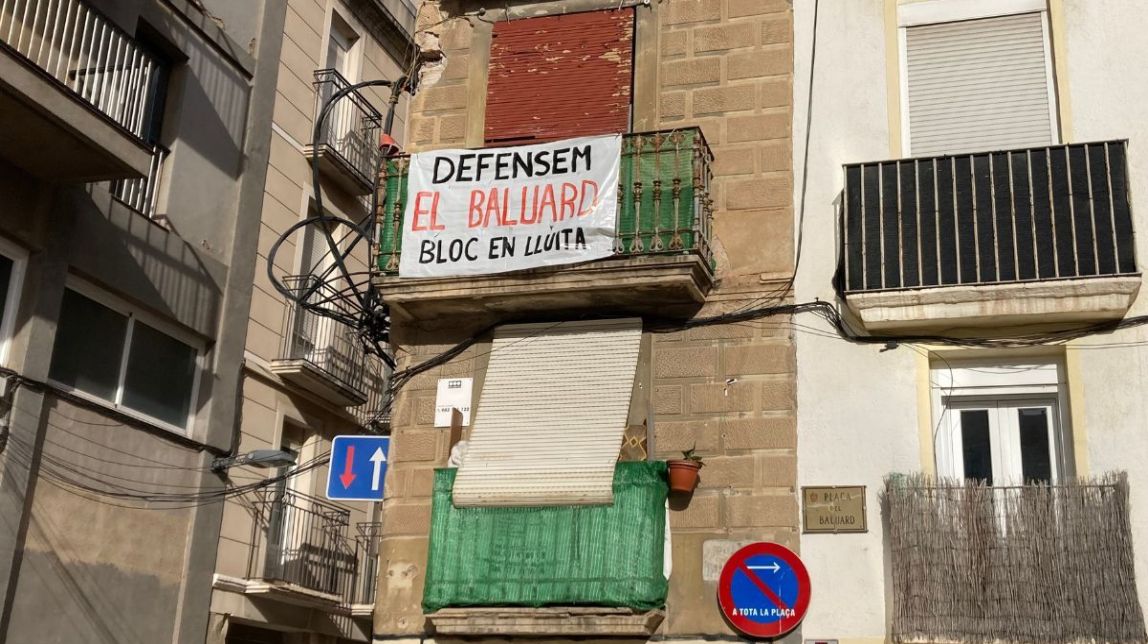 DEFENSEM
EL BALUARD
BLOC EN LLUITA
PLAÇA
DEL
BALUARD
A TOTA LA PLAÇA